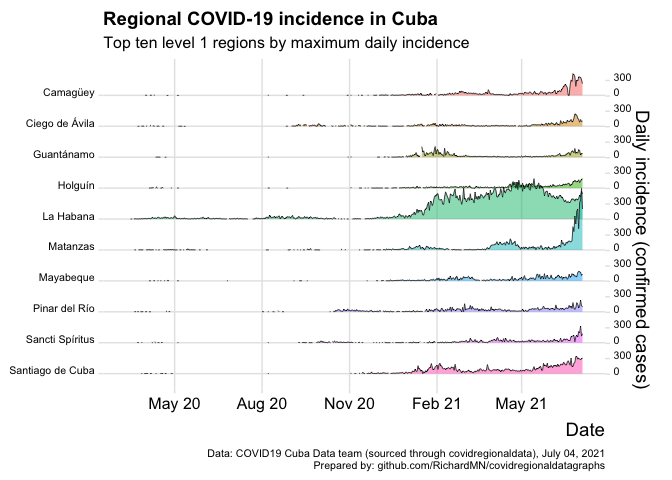 Regional COVID-19 incidence in Cuba
Top ten level 1 regions by maximum daily incidence
Camagüey
Ciego de Ávila
Guantánamo
Holguín
La Habana
Matanzas
Mayabeque
Pinar del Río
Sancti Spíritus
Santiago de Cuba
300
0
300
0
300
0
300
0
300
0
300
0
300
0
300
0
300
0
300
0
Daily incidence (confirmed cases)
May 20
Aug 20
Nov 20
Feb 21
May 21
Date
Data: COVID19 Cuba Data team (sourced through covidregionaldata), July 04, 2021
Prepared by: github.com/RichardMN/covidregionaldatagraphs